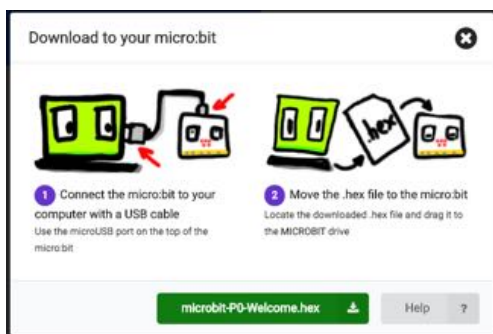 Download to your micro:bit
.hex
1 Connect the micro:bit to your
computer with a USB cable
Use the microUSB port on the top of the
micro:bit
2 Move the .hex file to the micro:bit
Locate the downloaded .hex file and drag it to
the MICROBIT drive
microbit-P0-Welcome.hex
Help ?